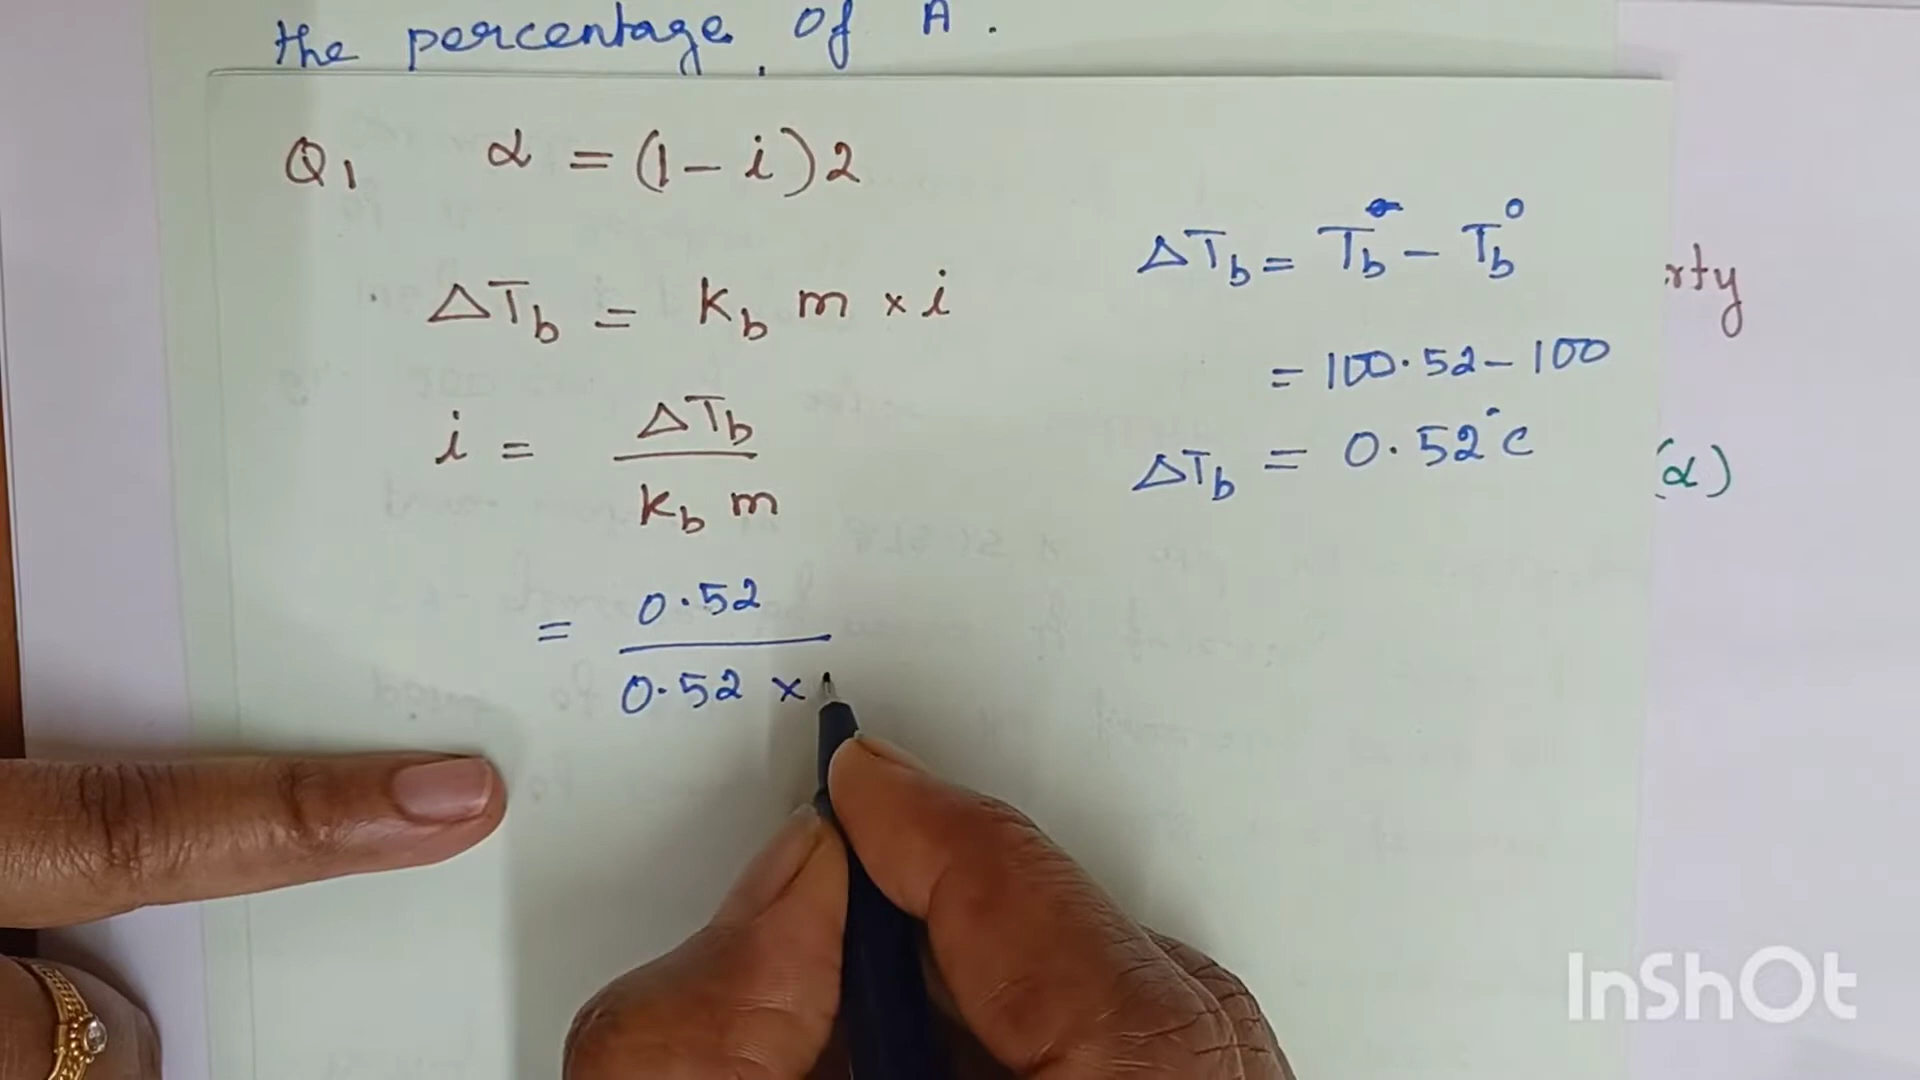 the percentage of A.
Q1 α = (1 - i)2
ΔTb = Kb m × i
i = ΔTb / Kb m
= 0.52 / 0.52 ×
ΔTb = Tb - Tb°
= 100.52 - 100
ΔTb = 0.52°C
rty
(α)
InShOt